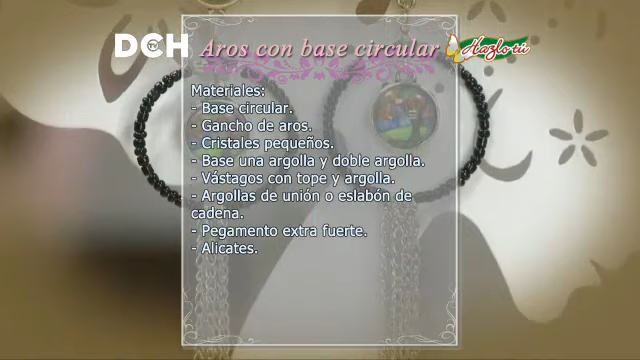 DCH TV
Aros con base circular
Hazlo tú
Materiales:
- Base circular.
- Gancho de aros.
- Cristales pequeños.
- Base una argolla y doble argolla.
- Vástagos con tope y argolla.
- Argollas de unión o eslabón de
cadena.
- Pegamento extra fuerte.
- Alicates.